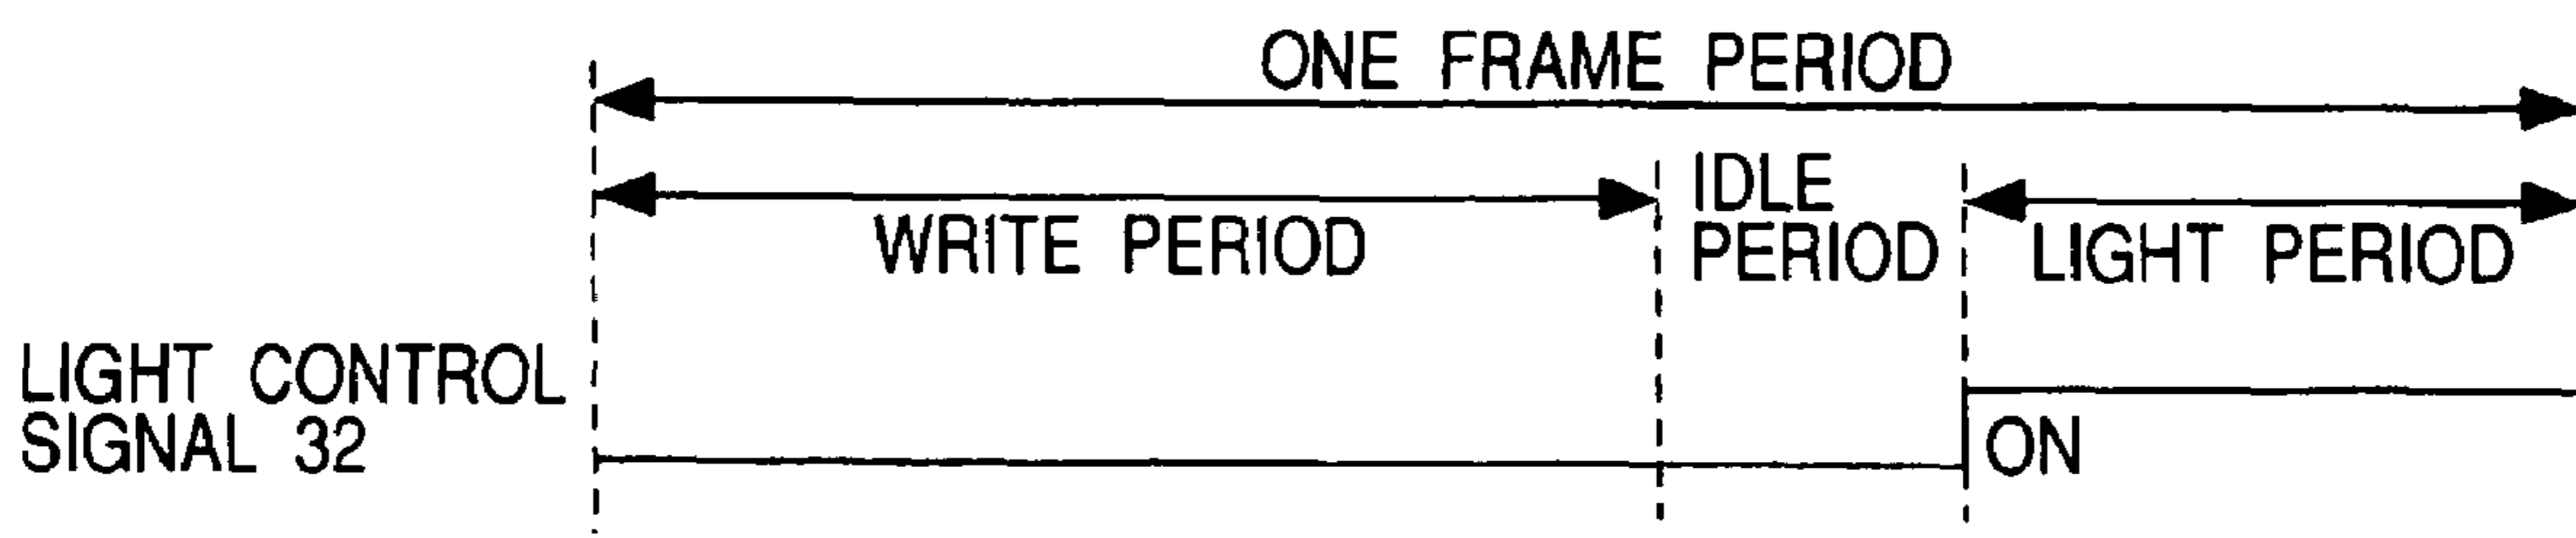 ONE FRAME PERIOD
IDLE
PERIOD
WRITE PERIOD
LIGHT PERIOD
LIGHT CONTROL
SIGNAL 32
ON